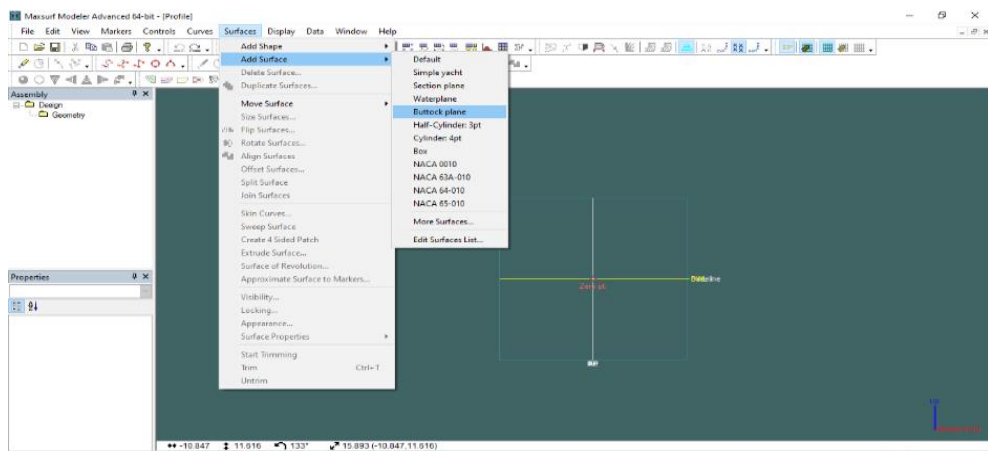 Maxsurf Modeler Advanced 64-bit - [Profile]
File Edit View Markers Controls Curves Surfaces Display Data Window Help
Assembly
Design
Geometry
Properties
Add Shape
Add Surface
Delete Surface...
Duplicate Surfaces...
Move Surface
Size Surfaces...
Flip Surfaces...
Rotate Surfaces...
Align Surfaces
Offset Surfaces...
Split Surface
Join Surfaces
Skin Curves...
Sweep Surface
Create 4 Sided Patch
Extrude Surface...
Surface of Revolution...
Approximate Surface to Markers...
Visibility...
Locking...
Appearance...
Surface Properties
Start Trimming
Trim Ctrl+T
Untrim
Default
Simple yacht
Section plane
Waterplane
Buttock plane
Half-Cylinder: 3pt
Cylinder: 4pt
Box
NACA 0010
NACA 63A-010
NACA 64-010
NACA 65-010
More Surfaces...
Edit Surfaces List...
Zero pt.
-10.847 11.616 133° 15.893 (-10.847,11.616)